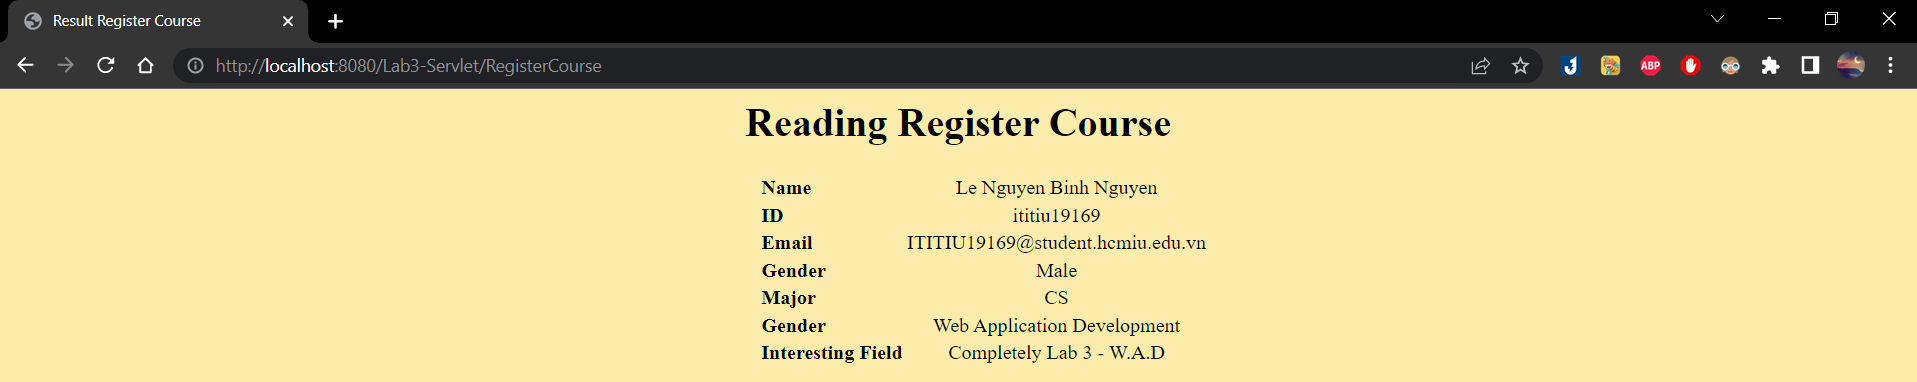 Result Register Course
http://localhost:8080/Lab3-Servlet/RegisterCourse
ABP
Reading Register Course
Name Le Nguyen Binh Nguyen
ID ititiu19169
Email ITITIU19169@student.hcmiu.edu.vn
Gender Male
Major CS
Gender Web Application Development
Interesting Field Completely Lab 3 - W.A.D